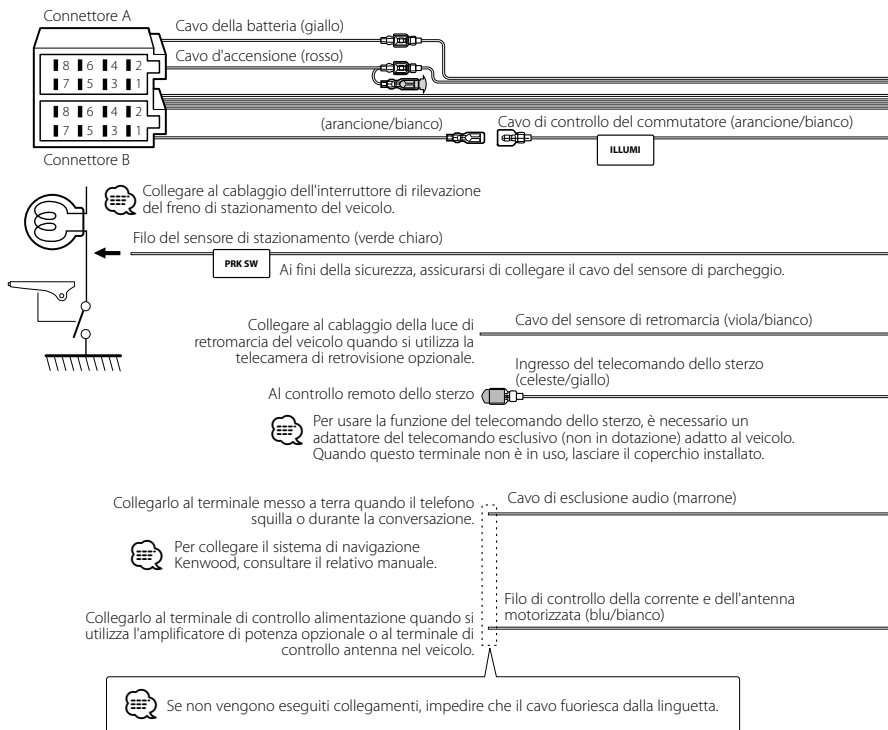 Connettore A
Cavo della batteria (giallo)
Cavo d'accensione (rosso)
8 6 4 2
7 5 3 1
8 6 4 2
7 5 3 1
(arancione/bianco)
Cavo di controllo del commutatore (arancione/bianco)
ILLUMI
Connettore B
Collegare al cablaggio dell'interruttore di rilevazione
del freno di stazionamento del veicolo.
Filo del sensore di stazionamento (verde chiaro)
PRK SW
Ai fini della sicurezza, assicurarsi di collegare il cavo del sensore di parcheggio.
Collegare al cablaggio della luce di
retromarcia del veicolo quando si utilizza la
telecamera di retrovisione opzionale.
Cavo del sensore di retromarcia (viola/bianco)
Ingresso del telecomando dello sterzo
(celeste/giallo)
Al controllo remoto dello sterzo
Per usare la funzione del telecomando dello sterzo, è necessario un
adattatore del telecomando esclusivo (non in dotazione) adatto al veicolo.
Quando questo terminale non è in uso, lasciare il coperchio installato.
Collegarlo al terminale messo a terra quando il telefono
squilla o durante la conversazione.
Cavo di esclusione audio (marrone)
Per collegare il sistema di navigazione
Kenwood, consultare il relativo manuale.
Filo di controllo della corrente e dell'antenna
motorizzata (blu/bianco)
Collegarlo al terminale di controllo alimentazione quando si
utilizza l'amplificatore di potenza opzionale o al terminale di
controllo antenna nel veicolo.
Se non vengono eseguiti collegamenti, impedire che il cavo fuoriesca dalla linguetta.